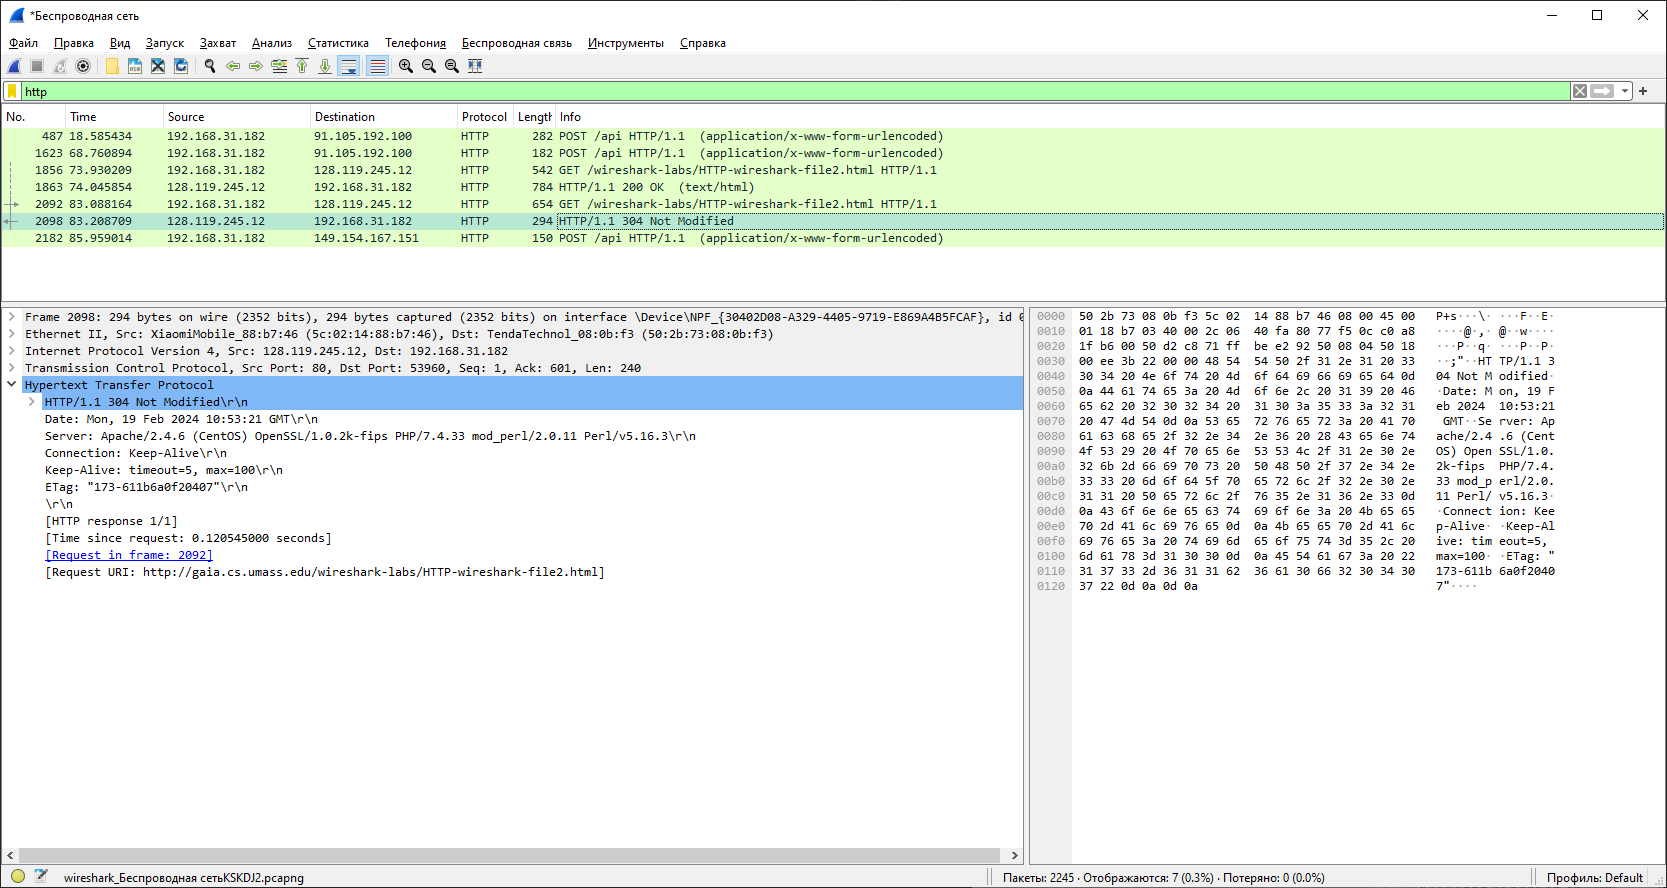 *Беспроводная сеть
Файл Правка Вид Запуск Захват Анализ Статистика Телефония Беспроводная связь Инструменты Справка
http
No. Time Source Destination Protocol Length Info
487 18.585434 192.168.31.182 91.105.192.100 HTTP 282 POST /api HTTP/1.1 (application/x-www-form-urlencoded)
1623 68.760894 192.168.31.182 91.105.192.100 HTTP 182 POST /api HTTP/1.1 (application/x-www-form-urlencoded)
1856 73.930209 192.168.31.182 128.119.245.12 HTTP 542 GET /wireshark-labs/HTTP-wireshark-file2.html HTTP/1.1
1863 74.045854 128.119.245.12 192.168.31.182 HTTP 784 HTTP/1.1 200 OK (text/html)
2092 83.088164 192.168.31.182 128.119.245.12 HTTP 654 GET /wireshark-labs/HTTP-wireshark-file2.html HTTP/1.1
2098 83.208709 128.119.245.12 192.168.31.182 HTTP 294 HTTP/1.1 304 Not Modified
2182 85.959014 192.168.31.182 149.154.167.151 HTTP 150 POST /api HTTP/1.1 (application/x-www-form-urlencoded)
Frame 2098: 294 bytes on wire (2352 bits), 294 bytes captured (2352 bits) on interface \Device\NPF_{30402D08-A329-4405-9719-E869A4B5FCAF}, id 0
Ethernet II, Src: XiaomiMobile_88:b7:46 (5c:02:14:88:b7:46), Dst: TendaTechnol_08:0b:f3 (50:2b:73:08:0b:f3)
Internet Protocol Version 4, Src: 128.119.245.12, Dst: 192.168.31.182
Transmission Control Protocol, Src Port: 80, Dst Port: 53960, Seq: 1, Ack: 601, Len: 240
Hypertext Transfer Protocol
HTTP/1.1 304 Not Modified\r\n
Date: Mon, 19 Feb 2024 10:53:21 GMT\r\n
Server: Apache/2.4.6 (CentOS) OpenSSL/1.0.2k-fips PHP/7.4.33 mod_perl/2.0.11 Perl/v5.16.3\r\n
Connection: Keep-Alive\r\n
Keep-Alive: timeout=5, max=100\r\n
ETag: "173-611b6a0f20407"\r\n
\r\n
[HTTP response 1/1]
[Time since request: 0.120545000 seconds]
[Request in frame: 2092]
[Request URI: http://gaia.cs.umass.edu/wireshark-labs/HTTP-wireshark-file2.html]
0000 50 2b 73 08 0b f3 5c 02 14 88 b7 46 08 00 45 00 P+s···\· ···F··E·
0010 01 18 b7 03 40 00 2c 06 40 fa 80 77 f5 0c c0 a8 ····@·,· @··w····
0020 1f b6 00 50 d2 c8 71 ff be e2 92 50 08 04 50 18 ···P··q· ···P··P·
0030 00 ee 3b 22 00 00 48 54 54 50 2f 31 2e 31 20 33 ··;"··HT TP/1.1 3
0040 30 34 20 4e 6f 74 20 4d 6f 64 69 66 69 65 64 0d 04 Not M odified·
0050 0a 44 61 74 65 3a 20 4d 6f 6e 2c 20 31 39 20 46 ·Date: M on, 19 F
0060 65 62 20 32 30 32 34 20 31 30 3a 35 33 3a 32 31 eb 2024 10:53:21
0070 20 47 4d 54 0d 0a 53 65 72 76 65 72 3a 20 41 70 GMT··Se rver: Ap
0080 61 63 68 65 2f 32 2e 34 2e 36 20 28 43 65 6e 74 ache/2.4 .6 (Cent
0090 4f 53 29 20 4f 70 65 6e 53 53 4c 2f 31 2e 30 2e OS) Open SSL/1.0.
00a0 32 6b 2d 66 69 70 73 20 50 48 50 2f 37 2e 34 2e 2k-fips PHP/7.4.
00b0 33 33 20 6d 6f 64 5f 70 65 72 6c 2f 32 2e 30 2e 33 mod_p erl/2.0.
00c0 31 31 20 50 65 72 6c 2f 76 35 2e 31 36 2e 33 0d 11 Perl/ v5.16.3·
00d0 0a 43 6f 6e 6e 65 63 74 69 6f 6e 3a 20 4b 65 65 ·Connect ion: Kee
00e0 70 2d 41 6c 69 76 65 0d 0a 4b 65 65 70 2d 41 6c p-Alive· ·Keep-Al
00f0 69 76 65 3a 20 74 69 6d 65 6f 75 74 3d 35 2c 20 ive: tim eout=5,
0100 6d 61 78 3d 31 30 30 0d 0a 45 54 61 67 3a 20 22 max=100· ·ETag: "
0110 31 37 33 2d 36 31 31 62 36 61 30 66 32 30 34 30 173-611b 6a0f2040
0120 37 22 0d 0a 0d 0a 7"····
wireshark_Беспроводная сетьKSKDJ2.pcapng Пакеты: 2245 · Отображаются: 7 (0.3%) · Потеряно: 0 (0.0%) Профиль: Default